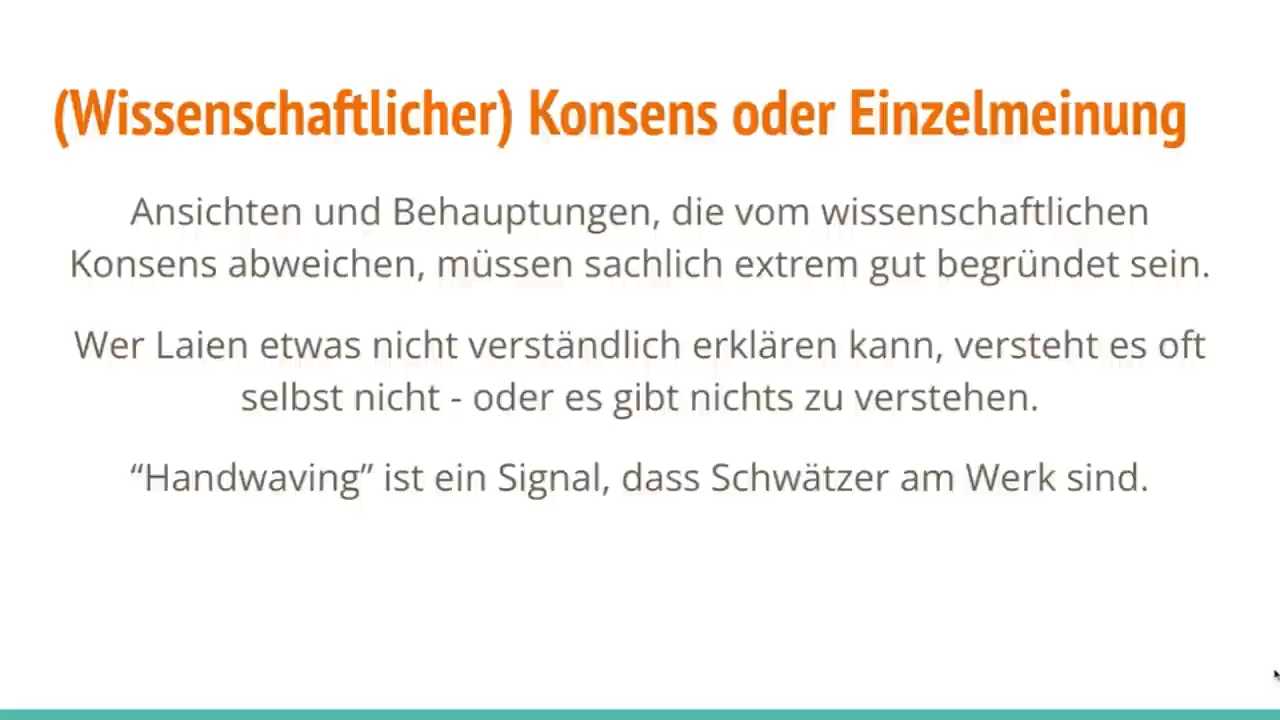 (Wissenschaftlicher) Konsens oder Einzelmeinung
Ansichten und Behauptungen, die vom wissenschaftlichen
Konsens abweichen, müssen sachlich extrem gut begründet sein.
Wer Laien etwas nicht verständlich erklären kann, versteht es oft
selbst nicht - oder es gibt nichts zu verstehen.
“Handwaving” ist ein Signal, dass Schwätzer am Werk sind.